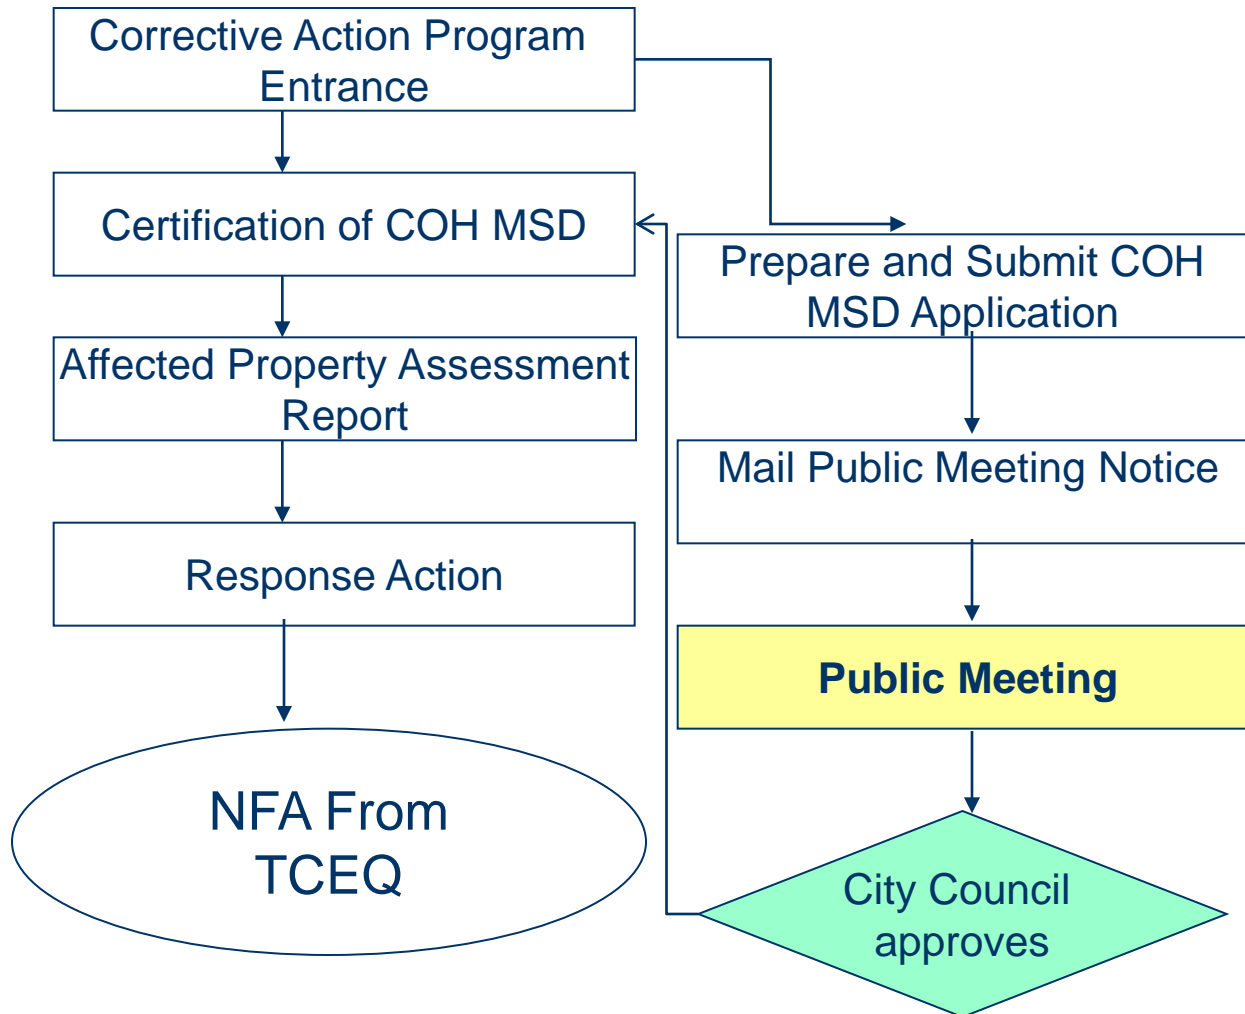 Corrective Action Program
Entrance
Certification of COH MSD
Affected Property Assessment
Report
Response Action
NFA From
TCEQ
Prepare and Submit COH
MSD Application
Mail Public Meeting Notice
Public Meeting
City Council
approves